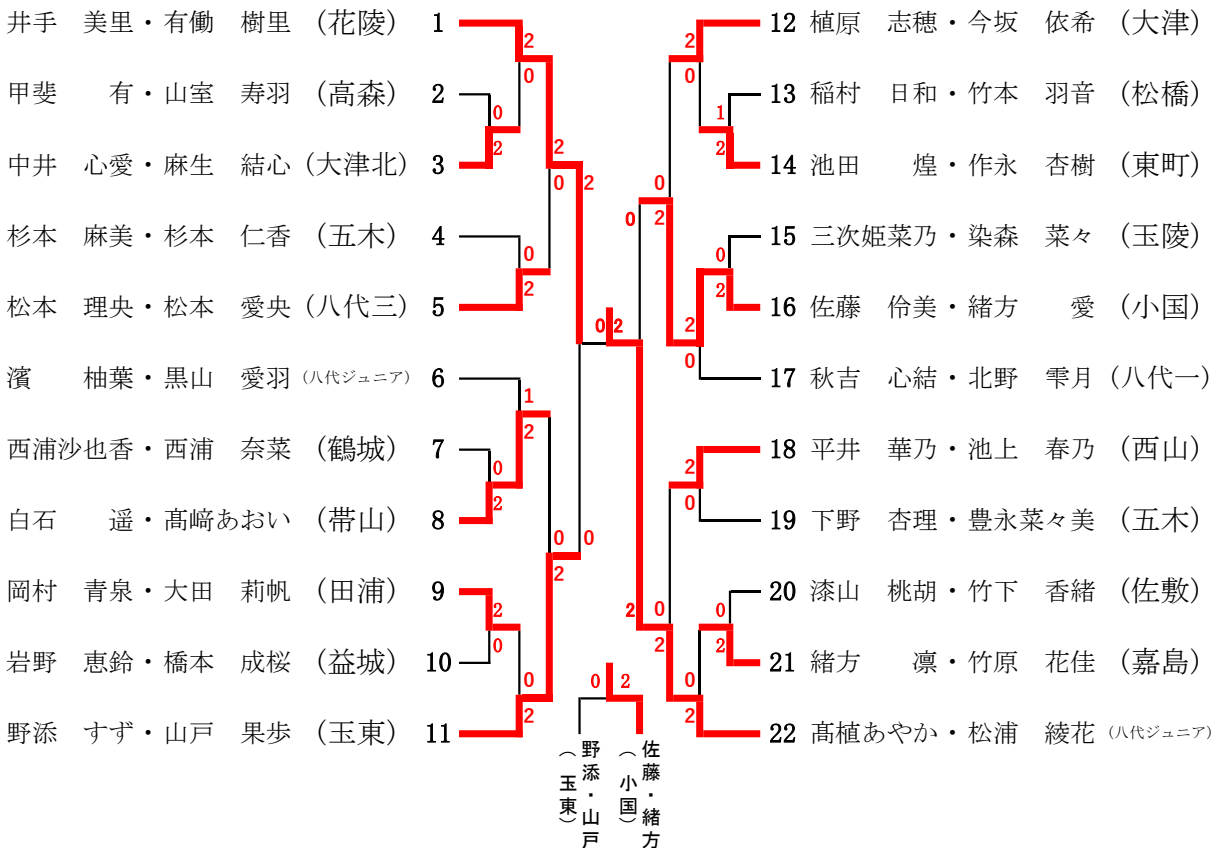 井手　美里・有働　樹里（花陵） 1
甲斐　有・山室　寿羽（高森） 2
中井　心愛・麻生　結心（大津北） 3
杉本　麻美・杉本　仁香（五木） 4
松本　理央・松本　愛央（八代三） 5
濱　柚葉・黒山　愛羽（八代ジュニア） 6
西浦沙也香・西浦　奈菜（鶴城） 7
白石　遥・髙﨑あおい（帯山） 8
岡村　青泉・大田　莉帆（田浦） 9
岩野　恵鈴・橋本　成桜（益城） 10
野添　すず・山戸　果歩（玉東） 11
2
0
0
2
2
0
0
2
1
2
0
2
2
0
0
2
0
2
2
0
0 2
12 植原　志穂・今坂　依希（大津）
13 稲村　日和・竹本　羽音（松橋）
14 池田　煌・作永　杏樹（東町）
15 三次姫菜乃・染森　菜々（玉陵）
16 佐藤　伶美・緒方　愛（小国）
17 秋吉　心結・北野　雫月（八代一）
18 平井　華乃・池上　春乃（西山）
19 下野　杏理・豊永菜々美（五木）
20 漆山　桃胡・竹下　香緒（佐敷）
21 緒方　凛・竹原　花佳（嘉島）
22 髙植あやか・松浦　綾花（八代ジュニア）
2
0
1
2
0
2
0
2
2
0
0
2
2
0
0
2
0
2
0
2
0 2
野添・山戸
（玉東）
佐藤・緒方
（小国）